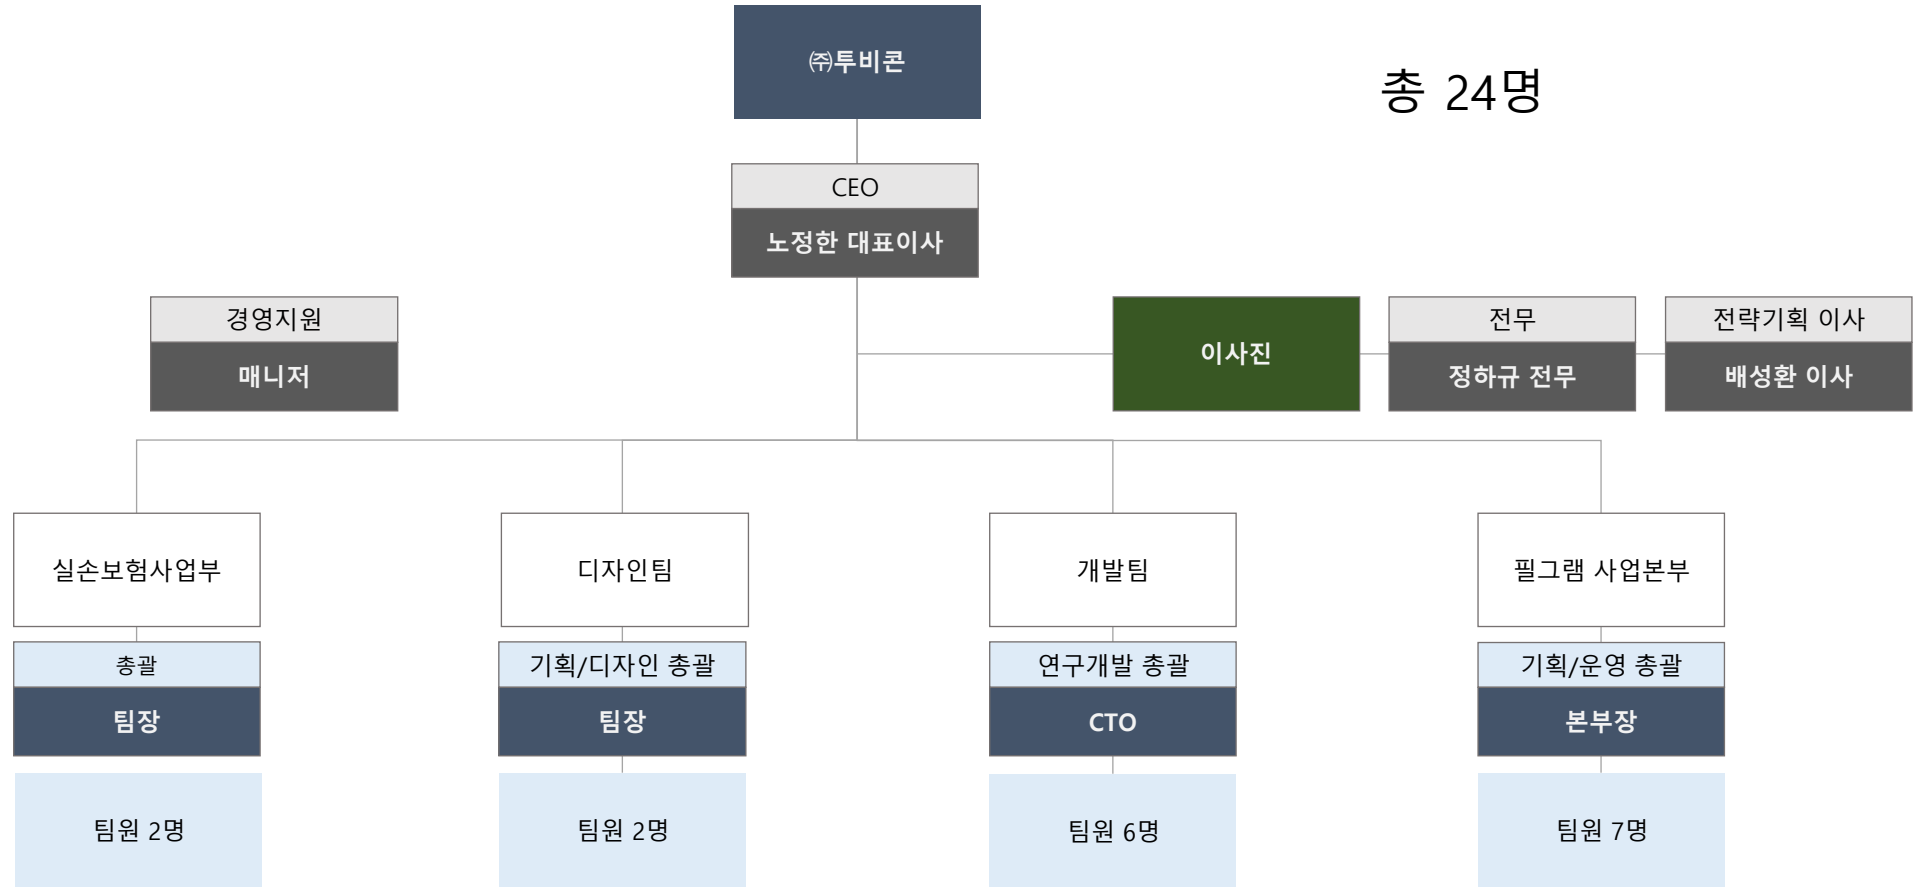 ㈜투비콘
총 24명
CEO
노정한 대표이사
경영지원
매니저
이사진
전무
정하규 전무
전략기획 이사
배성환 이사
실손보험사업부
총괄
팀장
팀원 2명
디자인팀
기획/디자인 총괄
팀장
팀원 2명
개발팀
연구개발 총괄
CTO
팀원 6명
필그램 사업본부
기획/운영 총괄
본부장
팀원 7명